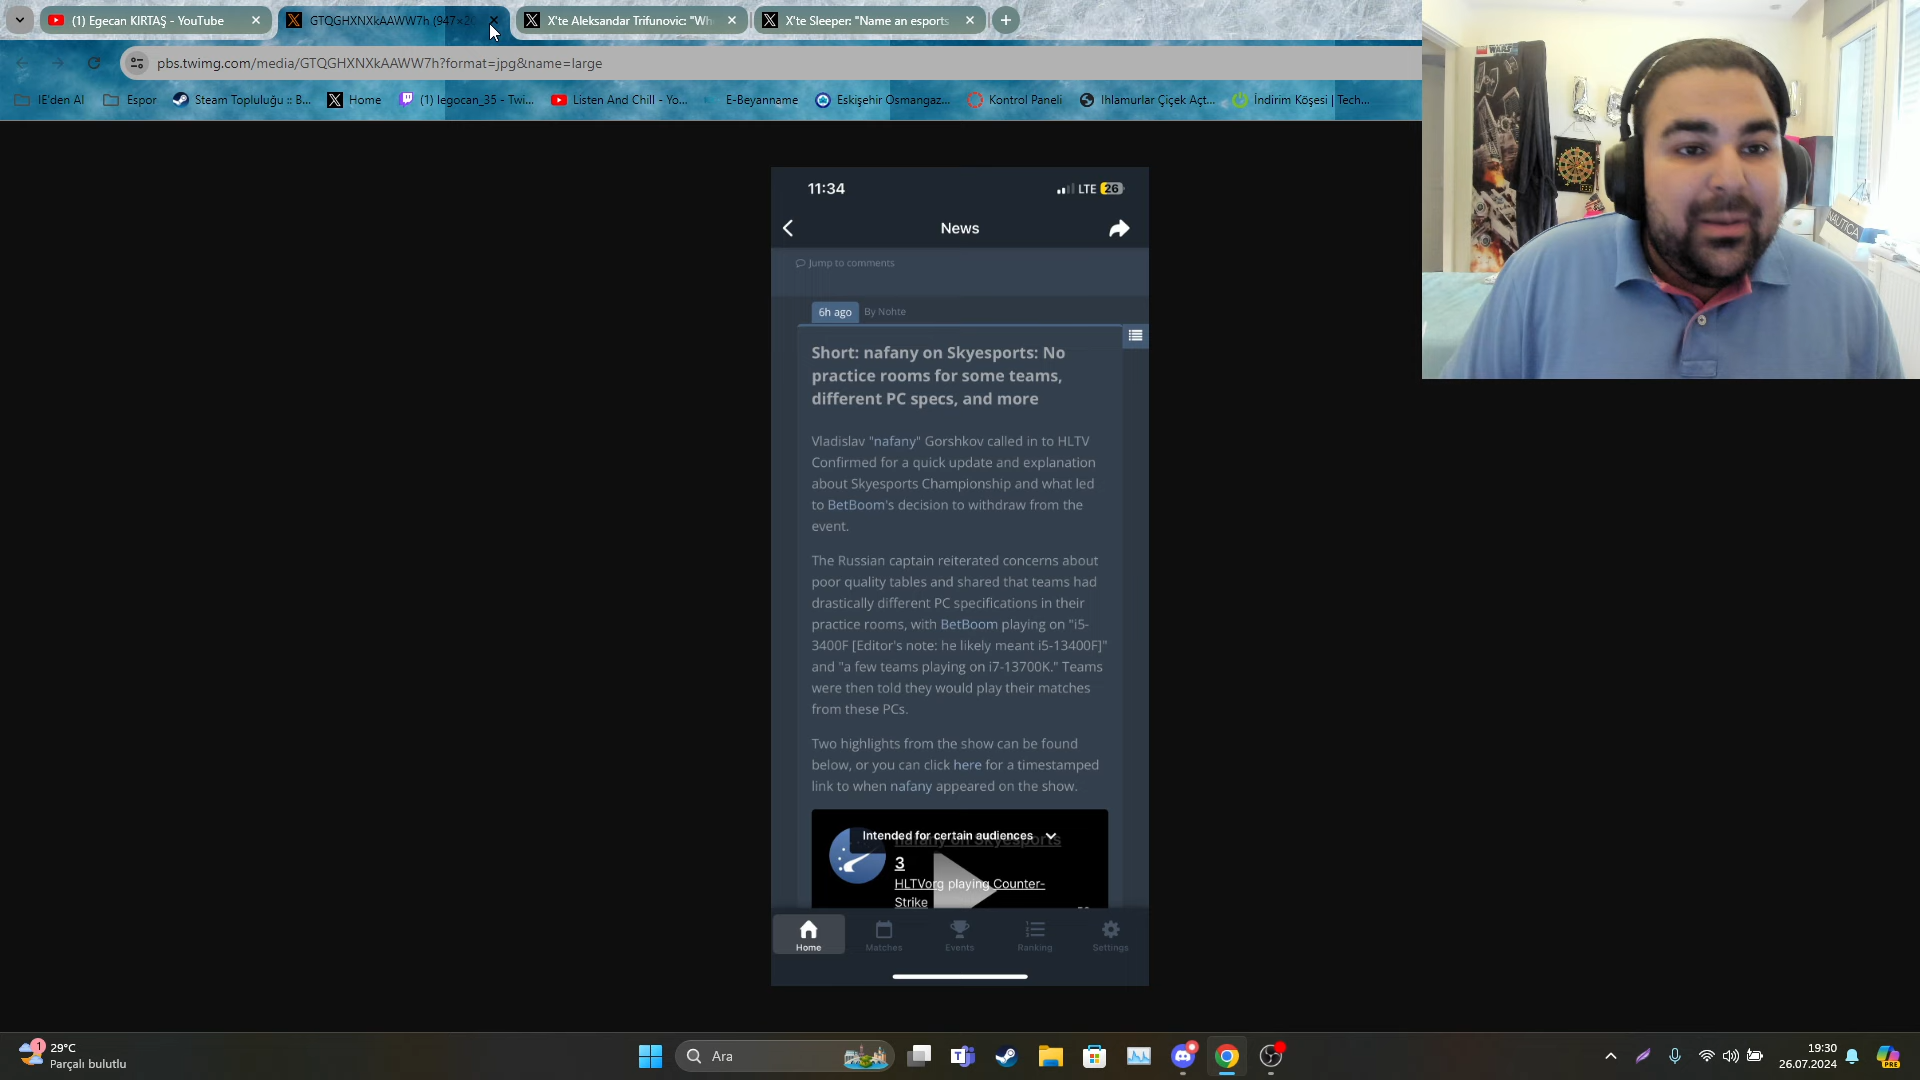 (1) Egecan KIRTAŞ - YouTube
GTQGHXNXkAAWW7h (947×20
X'te Aleksandar Trifunovic: "Wh
X'te Sleeper: "Name an esports
pbs.twimg.com/media/GTQGHXNXkAAWW7h?format=jpg&name=large
IE'den Al
Espor
Steam Topluluğu :: B...
Home
(1) legocan_35 - Twi...
Listen And Chill - Yo...
E-Beyanname
Eskişehir Osmangaz...
Kontrol Paneli
Ihlamurlar Çiçek Açt...
İndirim Köşesi | Tech...
STAR WARS
NAUTICA
11:34
LTE 26
News
Jump to comments
6h ago By Nohte
Short: nafany on Skyesports: No
practice rooms for some teams,
different PC specs, and more
Vladislav "nafany" Gorshkov called in to HLTV
Confirmed for a quick update and explanation
about Skyesports Championship and what led
to BetBoom's decision to withdraw from the
event.
The Russian captain reiterated concerns about
poor quality tables and shared that teams had
drastically different PC specifications in their
practice rooms, with BetBoom playing on "i5-
3400F [Editor's note: he likely meant i5-13400F]"
and "a few teams playing on i7-13700K." Teams
were then told they would play their matches
from these PCs.
Two highlights from the show can be found
below, or you can click here for a timestamped
link to when nafany appeared on the show.
Intended for certain audiences
nafany on Skyesports
3
HLTVorg playing Counter-
Strike
Home
Matches
Events
Ranking
Settings
1
29°C
Parçalı bulutlu
Ara
PRE
19:30
26.07.2024